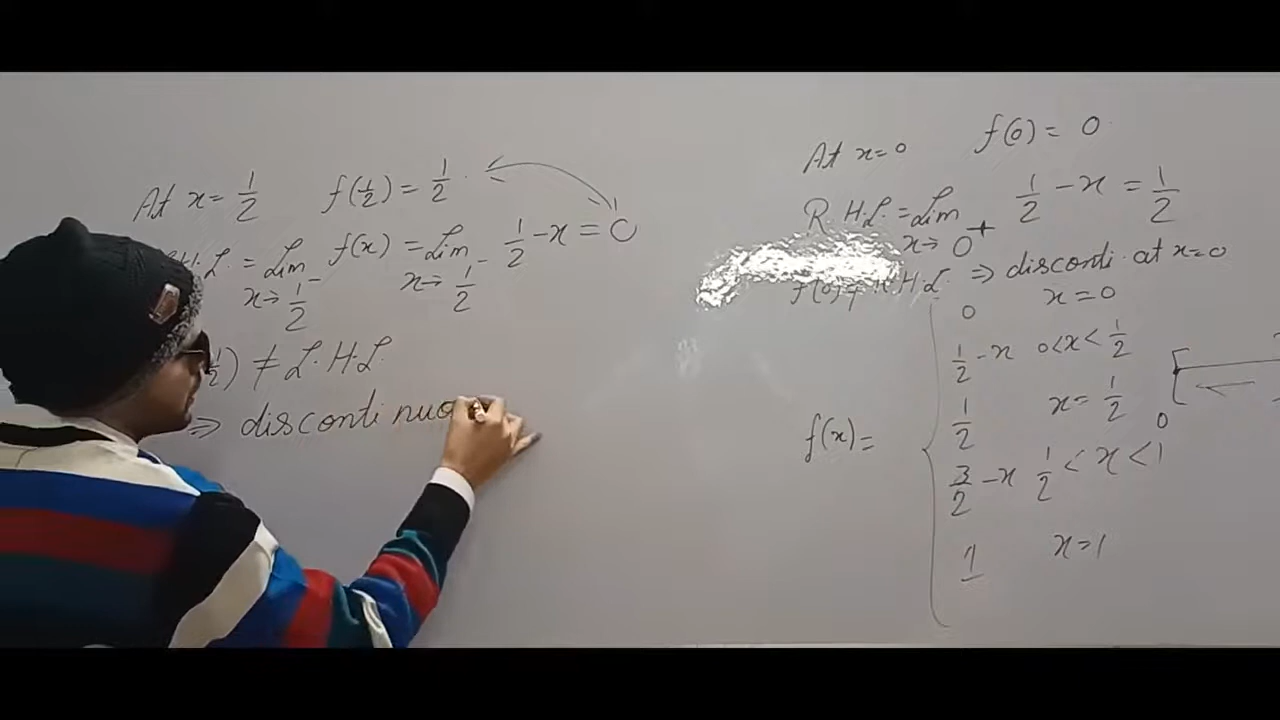 At x = 1/2 f(1/2) = 1/2
H.L. = Lim x→1/2⁻ f(x) = Lim x→1/2⁻ 1/2 - x = 0
1/2) ≠ L.H.L.
⇒ discontinuo
At x=0 f(0) = 0
R.H.L. = Lim x→0⁺ 1/2 - x = 1/2
f(0) ≠ R.H.L. ⇒ disconti. at x=0
f(x) =
0 x=0
1/2 - x 0<x<1/2
1/2 x = 1/2
3/2 - x 1/2 < x < 1
1 x=1
0